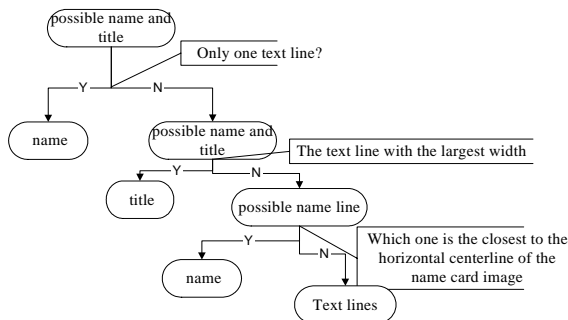 possible name and
title
Only one text line?
Y
N
name
possible name and
title
The text line with the largest width
Y
N
title
possible name line
Which one is the closest to the
horizontal centerline of the
name card image
Y
N
name
Text lines